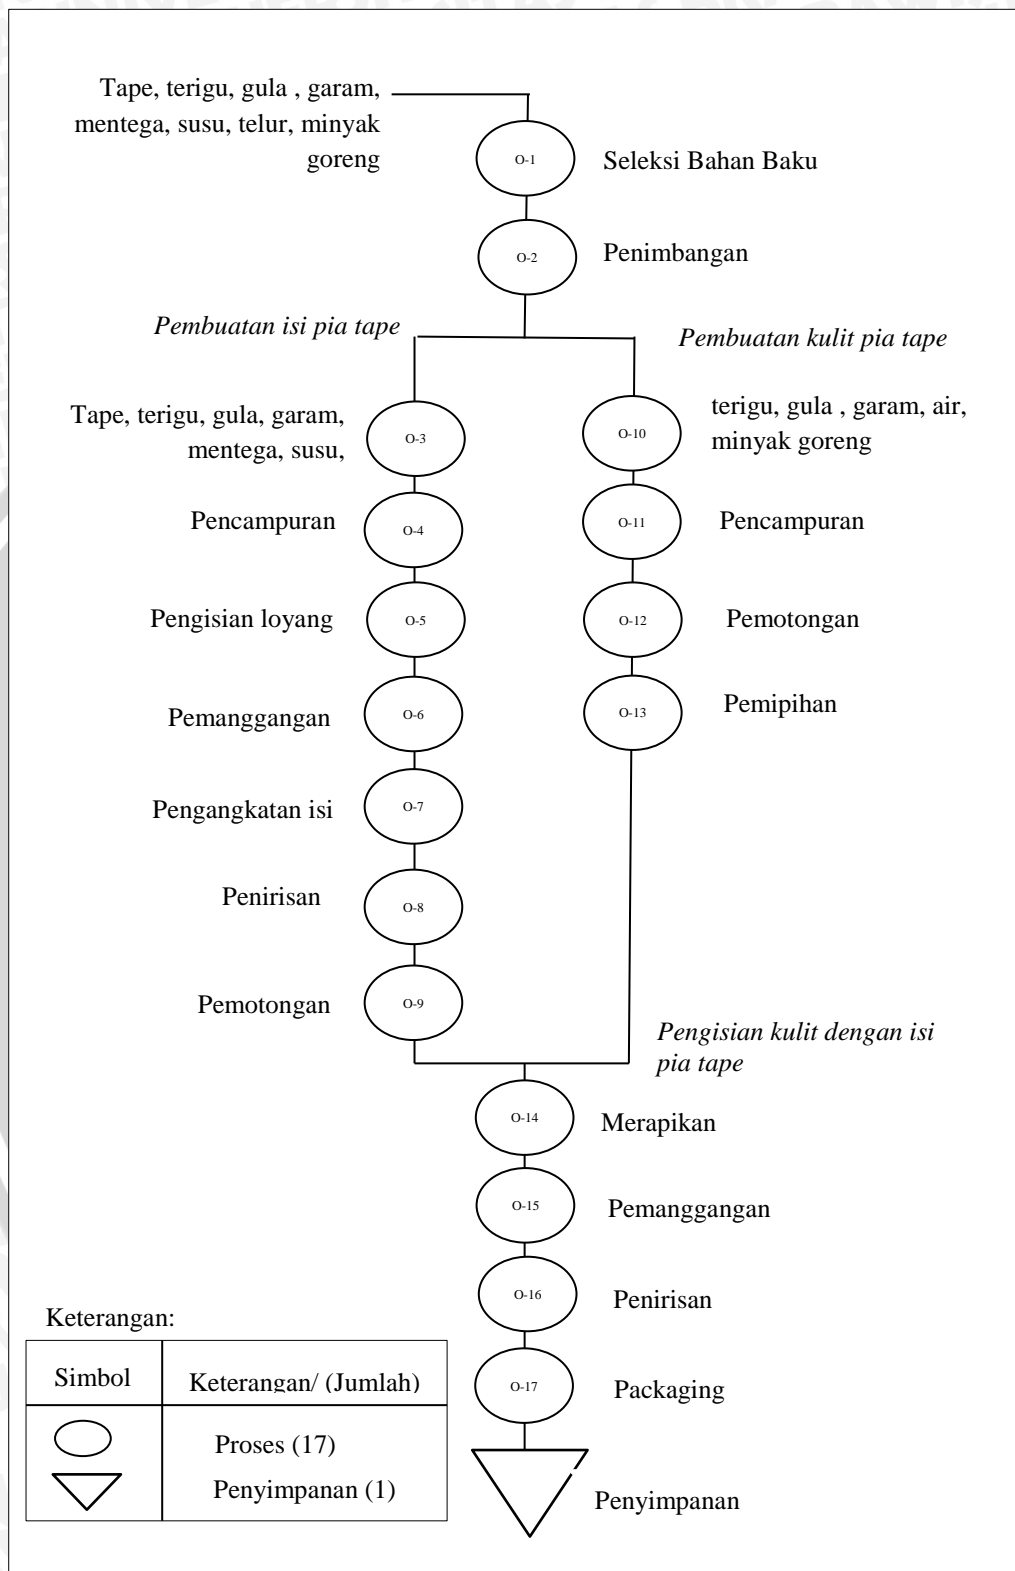 Tape, terigu, gula , garam,
mentega, susu, telur, minyak
goreng
O-1
Seleksi Bahan Baku
O-2
Penimbangan
Pembuatan isi pia tape
Pembuatan kulit pia tape
Tape, terigu, gula, garam,
mentega, susu,
O-3
O-10
terigu, gula , garam, air,
minyak goreng
Pencampuran
O-4
O-11
Pencampuran
Pengisian loyang
O-5
O-12
Pemotongan
Pemanggangan
O-6
O-13
Pemipihan
Pengangkatan isi
O-7
Penirisan
O-8
Pemotongan
O-9
Pengisian kulit dengan isi
pia tape
O-14
Merapikan
O-15
Pemanggangan
O-16
Penirisan
O-17
Packaging
Penyimpanan
Keterangan:
Simbol
Keterangan/ (Jumlah)
Proses (17)
Penyimpanan (1)